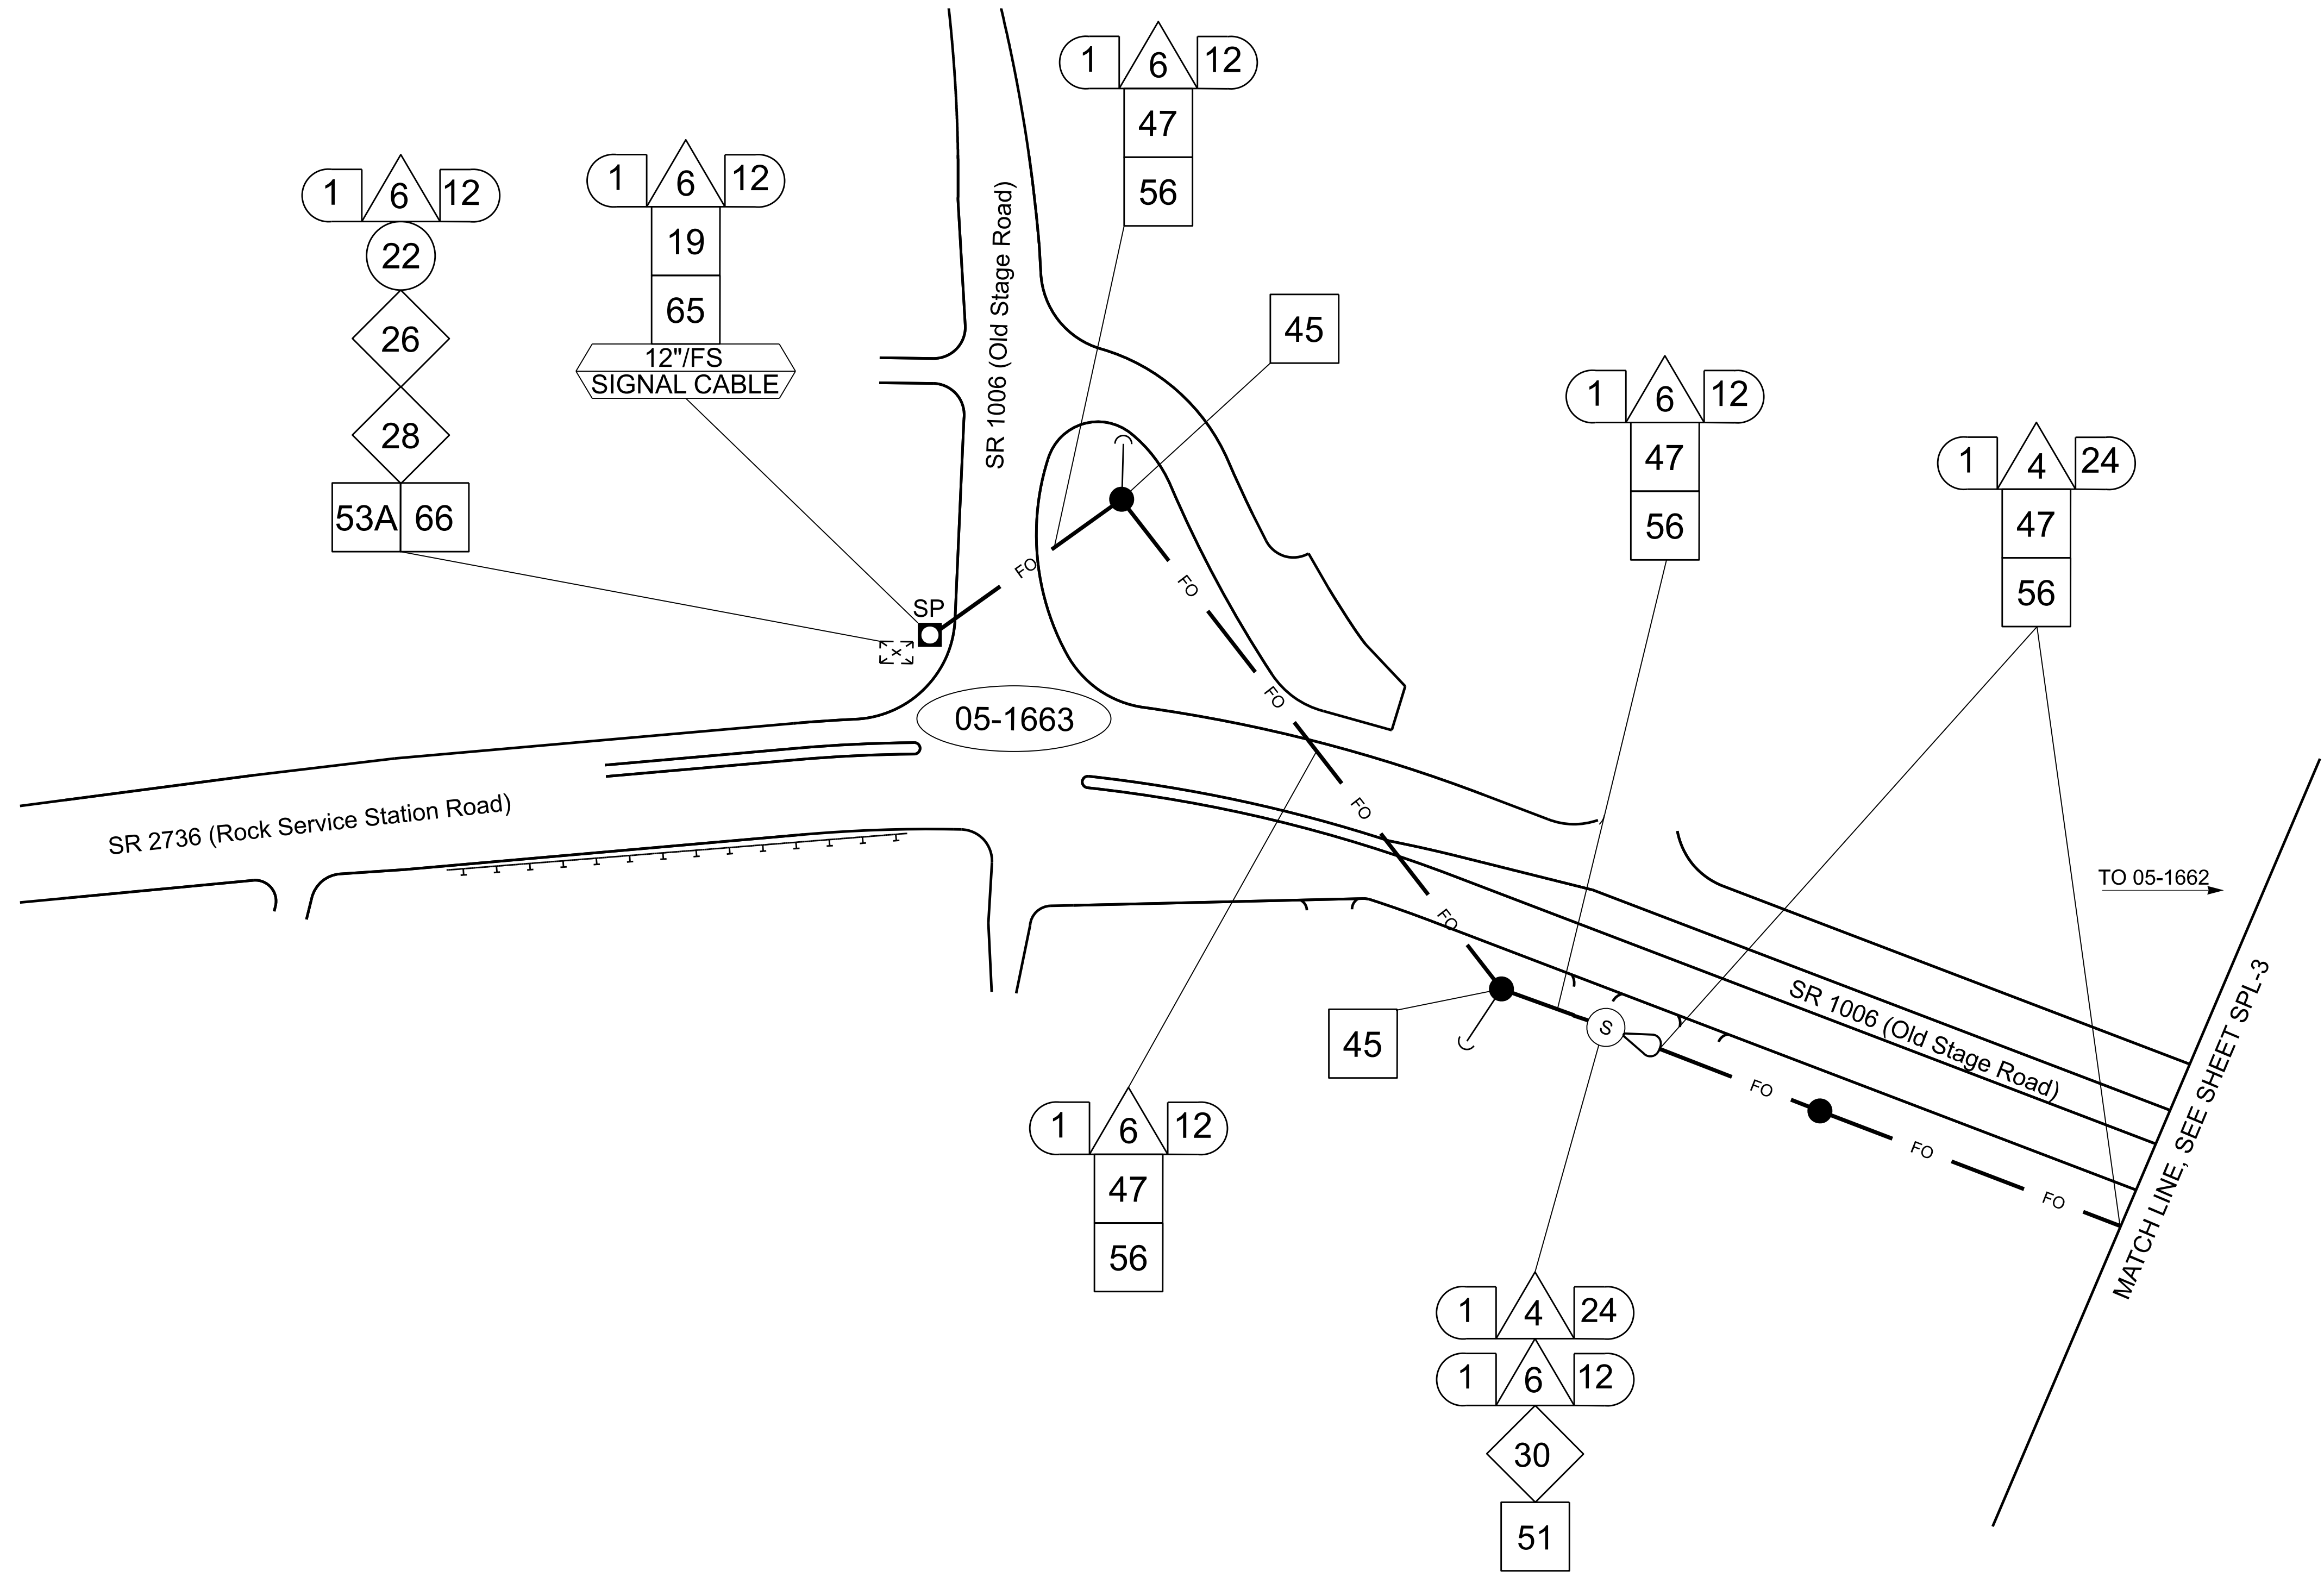 1 6 12
47
56
1 6 12
19
65
12"/FS
SIGNAL CABLE
1 6 12
22
26
28
53A 66
SR 1006 (Old Stage Road)
45
1 6 12
47
56
1 4 24
47
56
FO
FO
SP
x
FO
05-1663
FO
SR 2736 (Rock Service Station Road)
TO 05-1662
FO
45
S
SR 1006 (Old Stage Road)
FO
FO
FO
MATCH LINE, SEE SHEET SPL-3
1 6 12
47
56
1 4 24
1 6 12
30
51